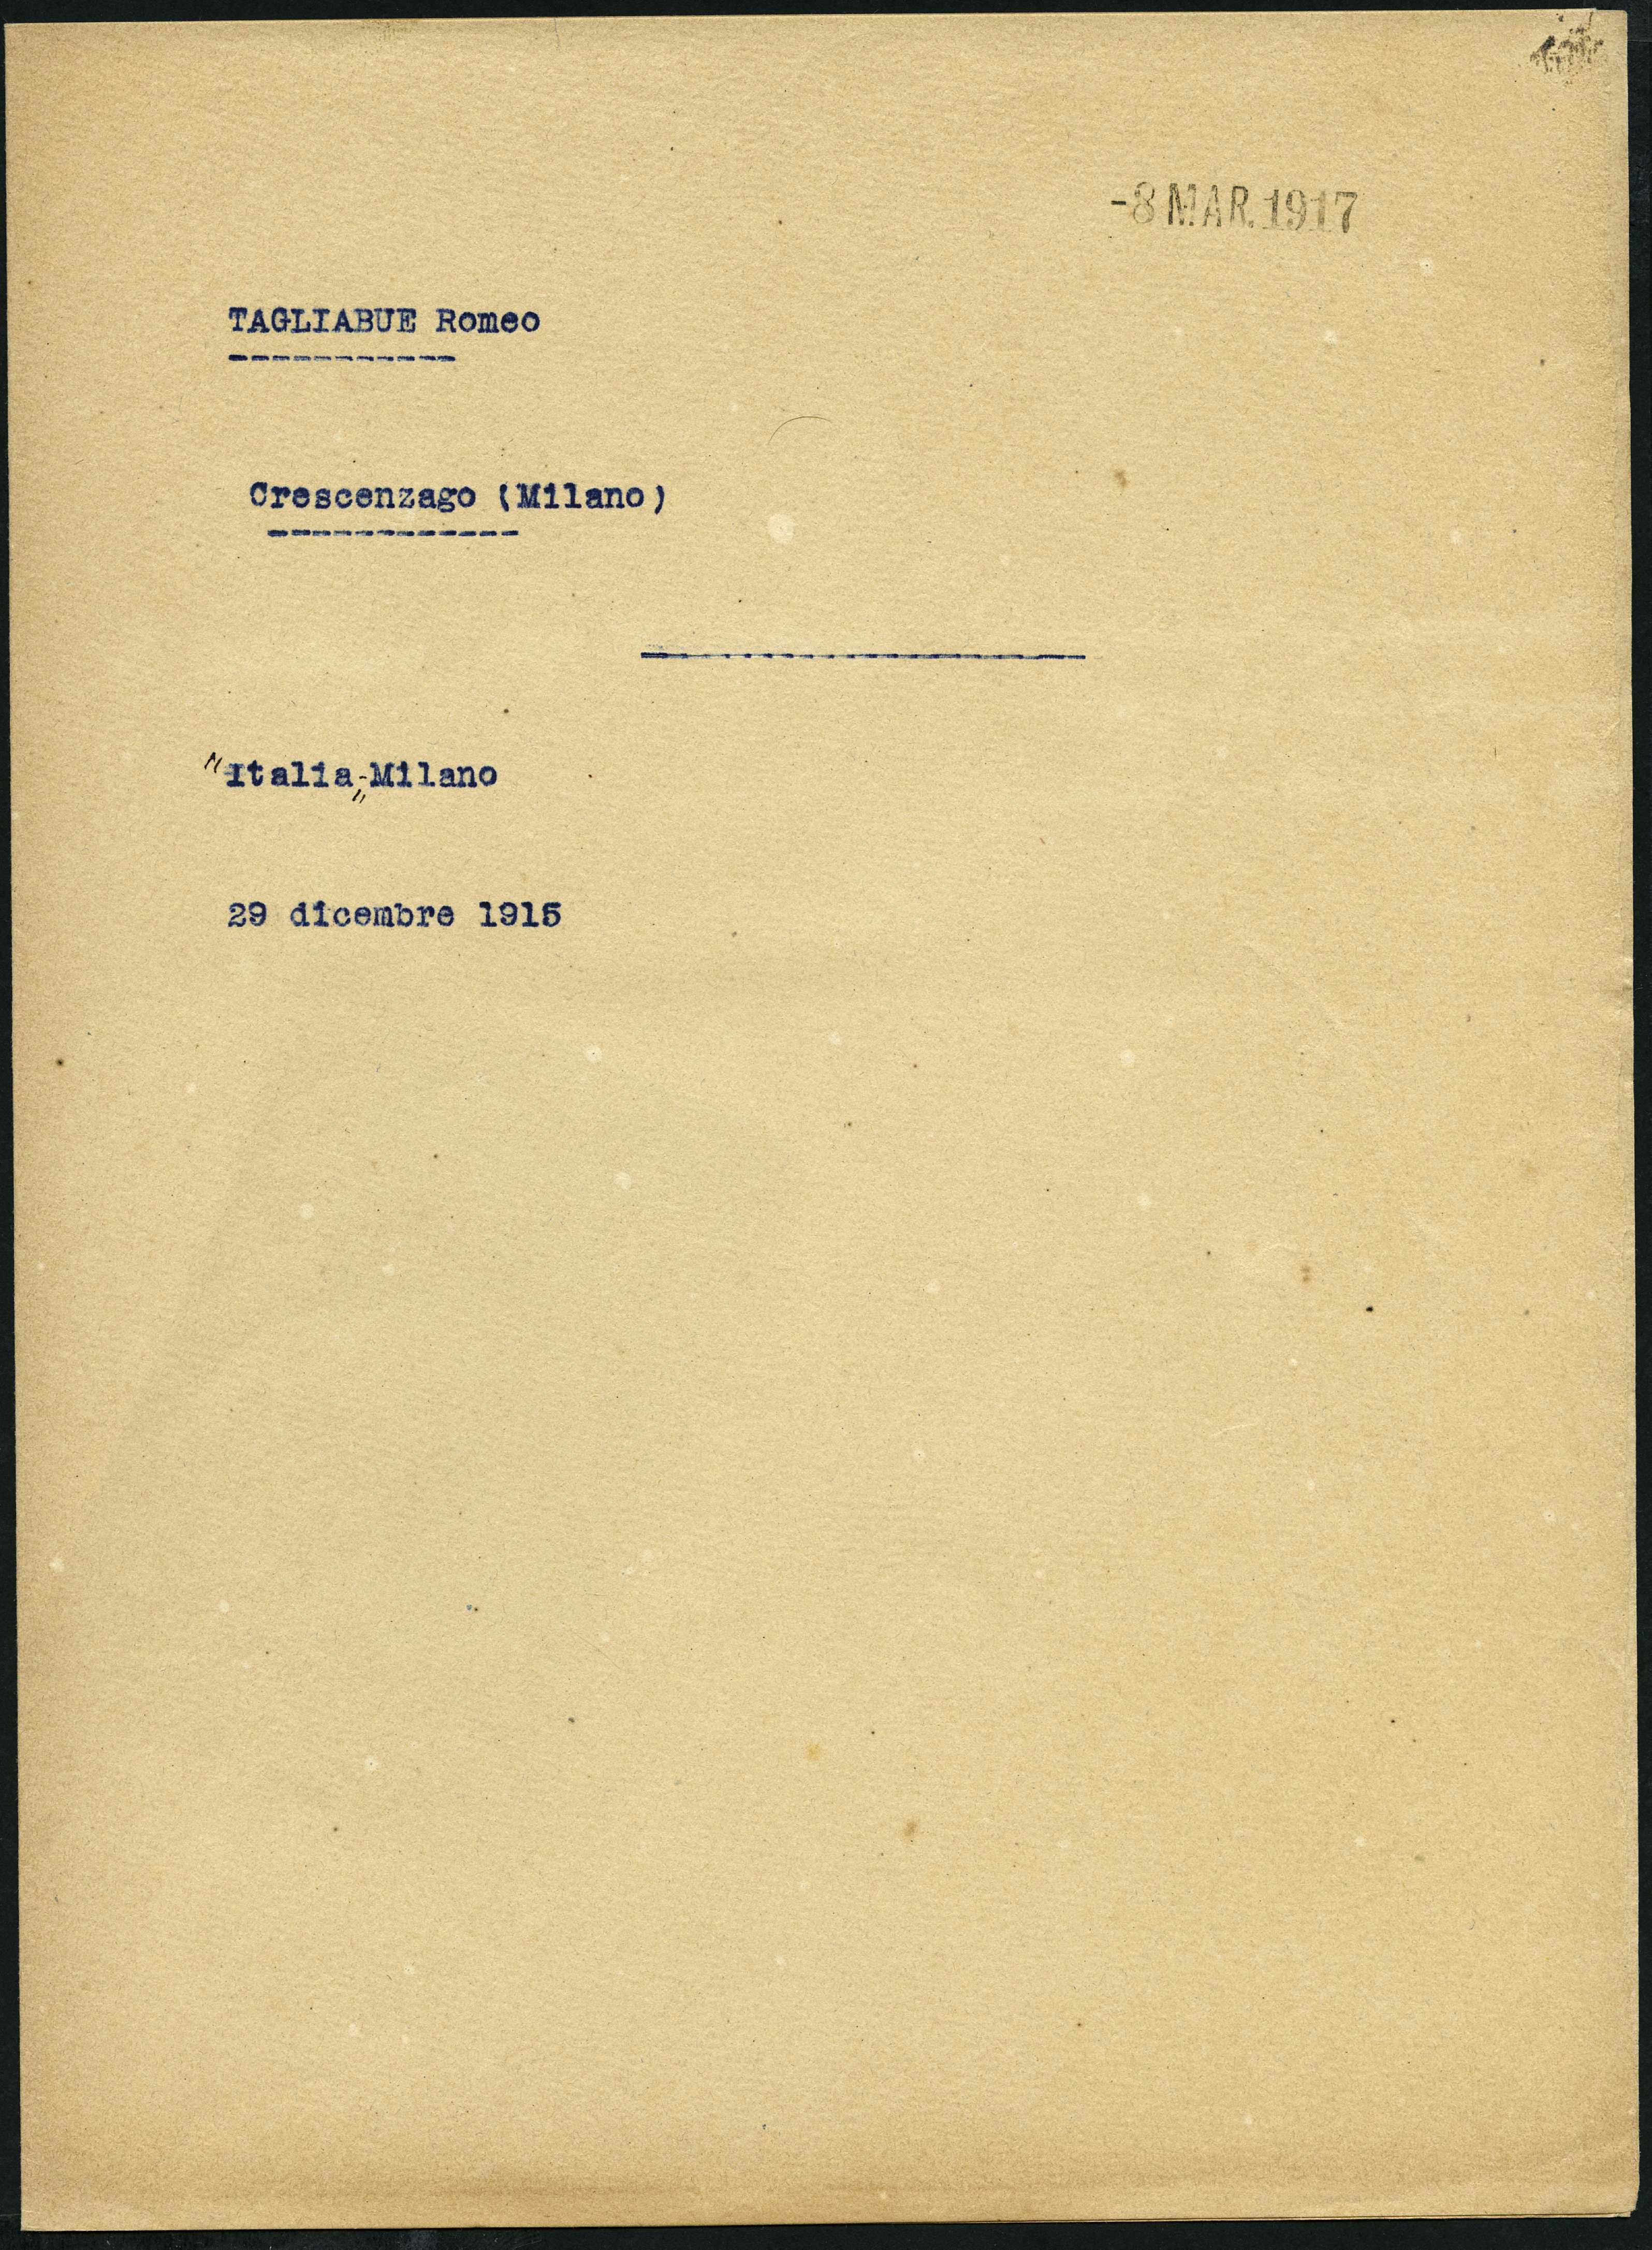 -8 MAR. 1917
TAGLIABUE Romeo
Crescenzago (Milano)
"Italia"-Milano
29 dicembre 1915